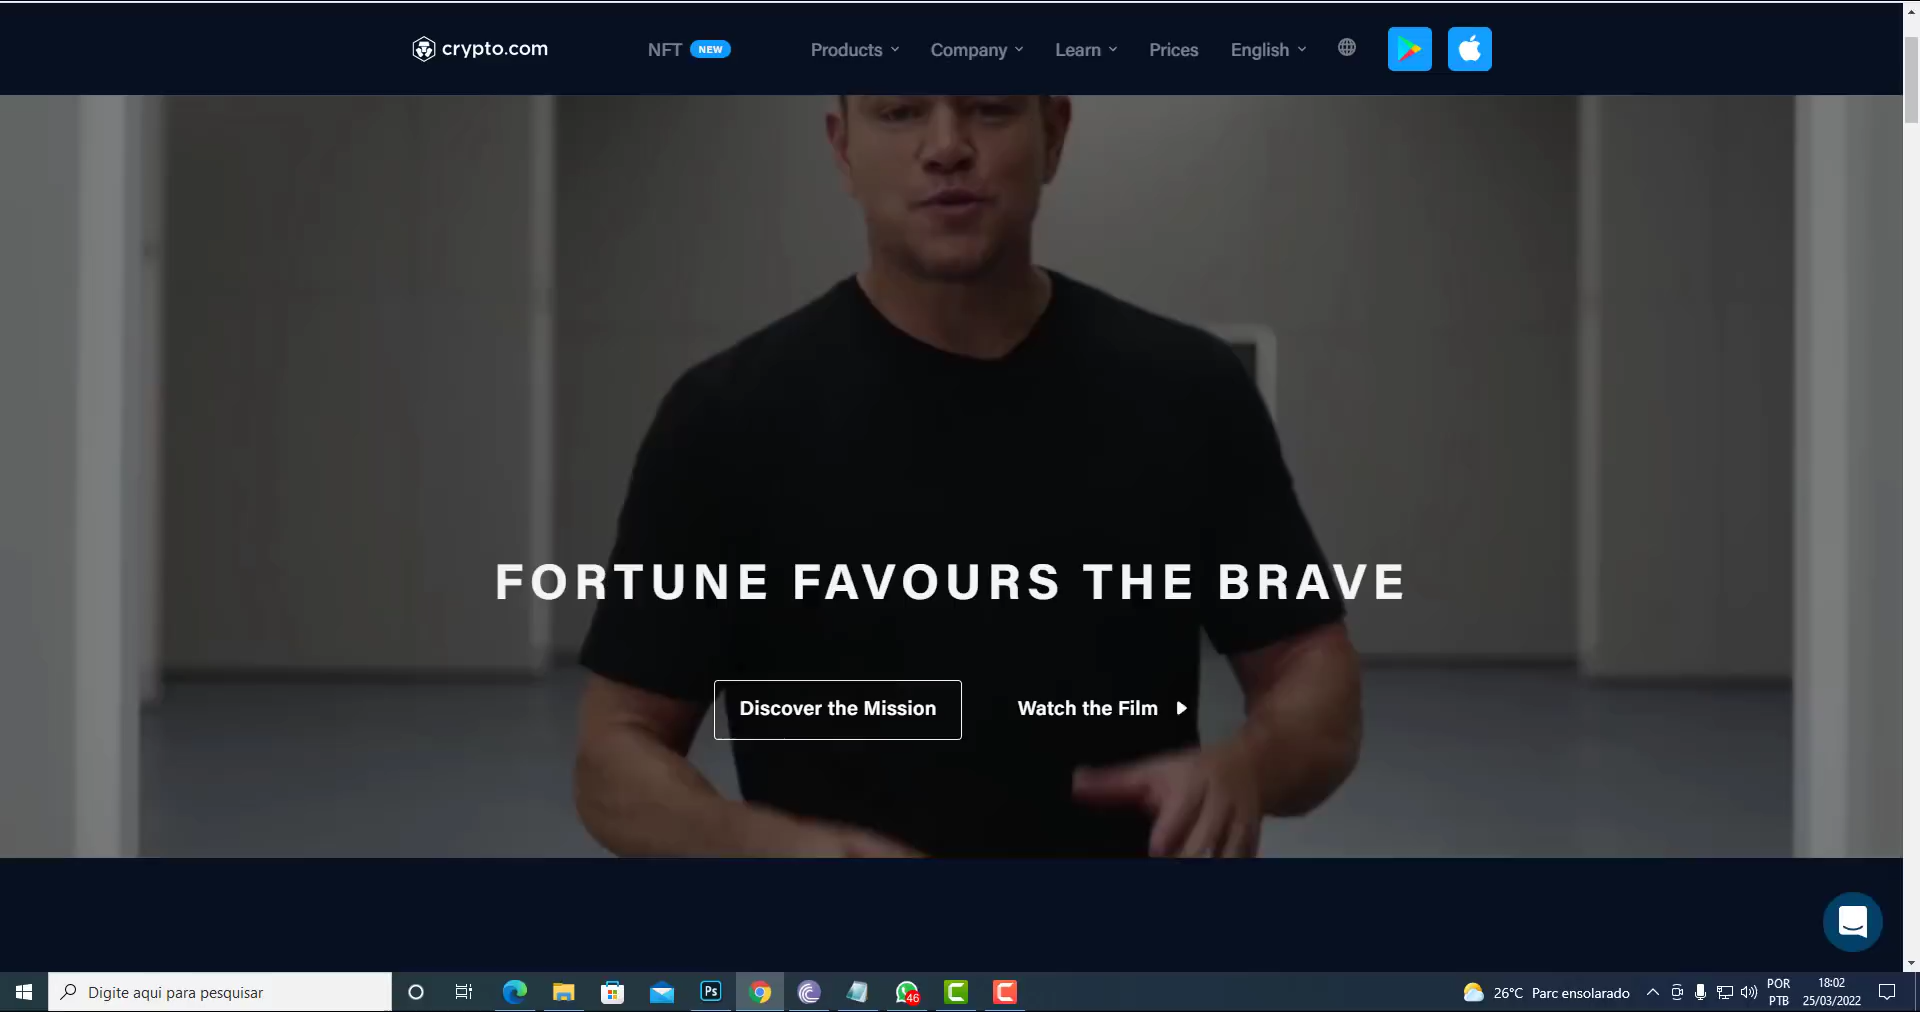 crypto.com
NFT NEW
Products
Company
Learn
Prices
English
FORTUNE FAVOURS THE BRAVE
Discover the Mission
Watch the Film
Digite aqui para pesquisar
Ps
46
26°C Parc ensolarado
POR
PTB
18:02
25/03/2022